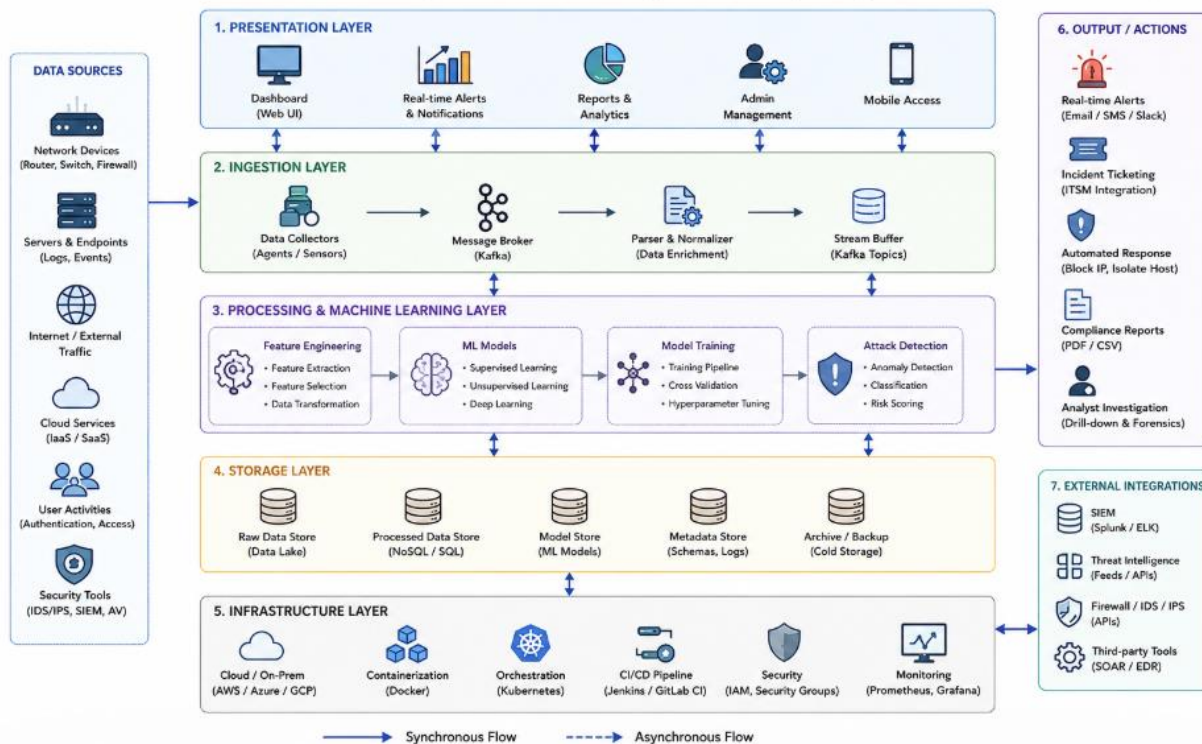 DATA SOURCES
Network Devices
(Router, Switch, Firewall)
Servers & Endpoints
(Logs, Events)
Internet / External
Traffic
Cloud Services
(IaaS / SaaS)
User Activities
(Authentication, Access)
Security Tools
(IDS/IPS, SIEM, AV)
1. PRESENTATION LAYER
Dashboard
(Web UI)
Real-time Alerts
& Notifications
Reports &
Analytics
Admin
Management
Mobile Access
2. INGESTION LAYER
Data Collectors
(Agents / Sensors)
Message Broker
(Kafka)
Parser & Normalizer
(Data Enrichment)
Stream Buffer
(Kafka Topics)
3. PROCESSING & MACHINE LEARNING LAYER
Feature Engineering
• Feature Extraction
• Feature Selection
• Data Transformation
ML Models
• Supervised Learning
• Unsupervised Learning
• Deep Learning
Model Training
• Training Pipeline
• Cross Validation
• Hyperparameter Tuning
Attack Detection
• Anomaly Detection
• Classification
• Risk Scoring
4. STORAGE LAYER
Raw Data Store
(Data Lake)
Processed Data Store
(NoSQL / SQL)
Model Store
(ML Models)
Metadata Store
(Schemas, Logs)
Archive / Backup
(Cold Storage)
5. INFRASTRUCTURE LAYER
Cloud / On-Prem
(AWS / Azure / GCP)
Containerization
(Docker)
Orchestration
(Kubernetes)
CI/CD Pipeline
(Jenkins / GitLab CI)
Security
(IAM, Security Groups)
Monitoring
(Prometheus, Grafana)
6. OUTPUT / ACTIONS
Real-time Alerts
(Email / SMS / Slack)
Incident Ticketing
(ITSM Integration)
Automated Response
(Block IP, Isolate Host)
Compliance Reports
(PDF / CSV)
Analyst Investigation
(Drill-down & Forensics)
7. EXTERNAL INTEGRATIONS
SIEM
(Splunk / ELK)
Threat Intelligence
(Feeds / APIs)
Firewall / IDS / IPS
(APIs)
Third-party Tools
(SOAR / EDR)
Synchronous Flow
Asynchronous Flow